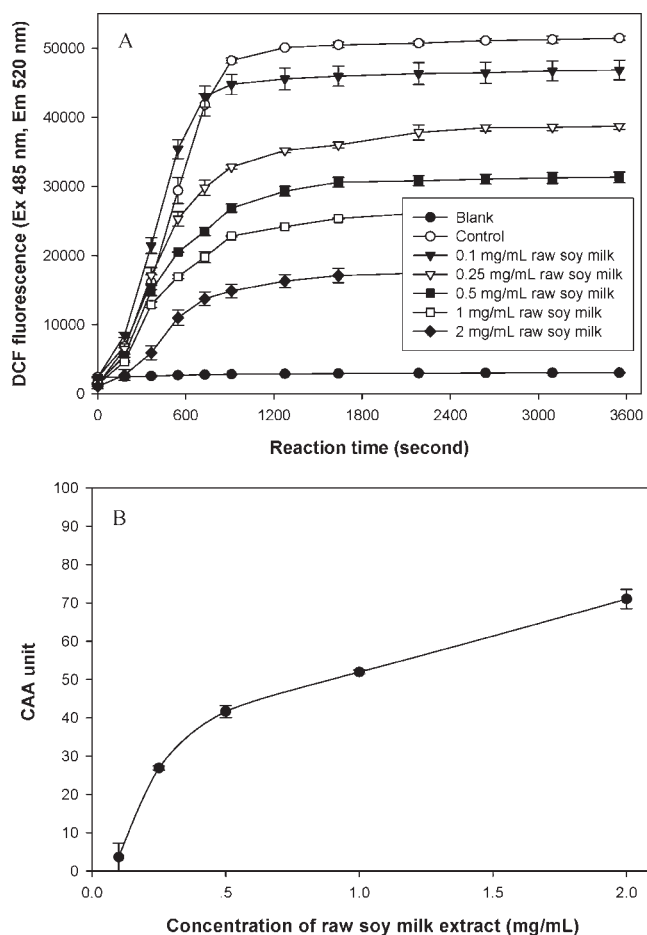 A
DCF fluorescence (Ex 485 nm, Em 520 nm)
50000
40000
30000
20000
10000
0
Blank
Control
0.1 mg/mL raw soy milk
0.25 mg/mL raw soy milk
0.5 mg/mL raw soy milk
1 mg/mL raw soy milk
2 mg/mL raw soy milk
0 600 1200 1800 2400 3000 3600
Reaction time (second)
B
CAA unit
100
90
80
70
60
50
40
30
20
10
0
0.0 .5 1.0 1.5 2.0
Concentration of raw soy milk extract (mg/mL)